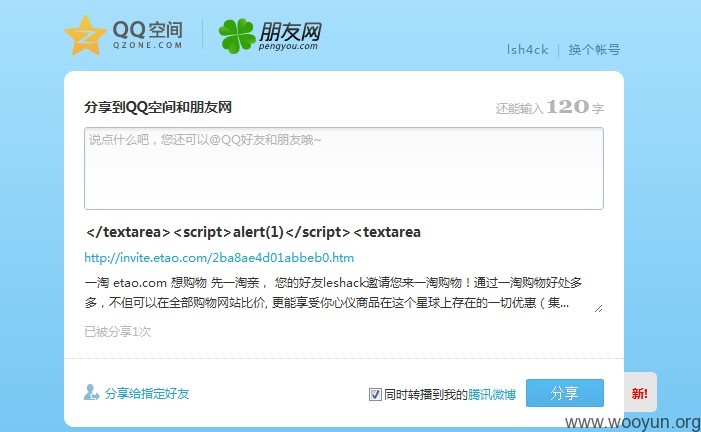 QQ空间
QZONE.COM
朋友网
pengyou.com
lsh4ck | 换个帐号
分享到QQ空间和朋友网
还能输入 120 字
说点什么吧，您还可以@QQ好友和朋友哦~
</textarea><script>alert(1)</script><textarea
http://invite.etao.com/2ba8ae4d01abbeb0.htm
一淘 etao.com 想购物 先一淘亲， 您的好友leshack邀请您来一淘购物！通过一淘购物好处多
多，不但可以在全部购物网站比价, 更能享受你心仪商品在这个星球上存在的一切优惠（集...
已被分享1次
分享给指定好友
同时转播到我的腾讯微博
分享
新!
www.wooyun.org